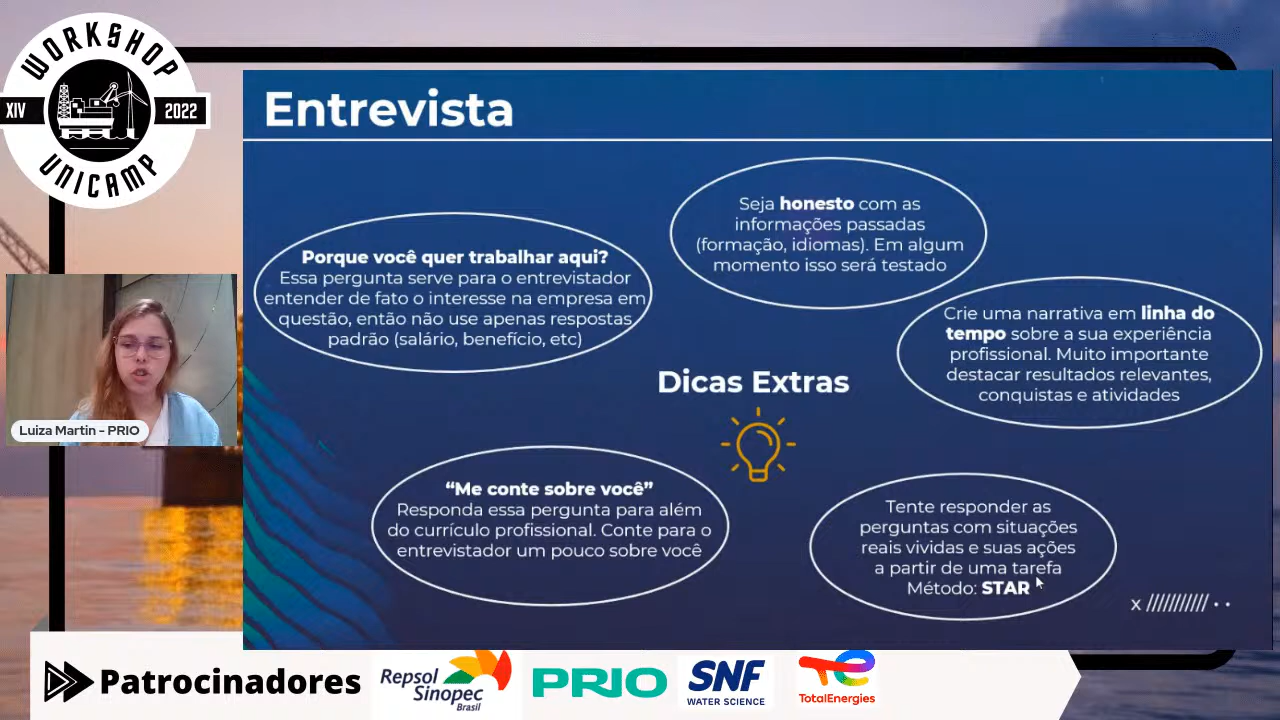 WORKSHOP
XIV
2022
UNICAMP
Entrevista
Porque você quer trabalhar aqui?
Essa pergunta serve para o entrevistador
entender de fato o interesse na empresa em
questão, então não use apenas respostas
padrão (salário, benefício, etc)
Seja honesto com as
informações passadas
(formação, idiomas). Em algum
momento isso será testado
Crie uma narrativa em linha do
tempo sobre a sua experiência
profissional. Muito importante
destacar resultados relevantes,
conquistas e atividades
Dicas Extras
“Me conte sobre você”
Responda essa pergunta para além
do currículo profissional. Conte para o
entrevistador um pouco sobre você
Tente responder as
perguntas com situações
reais vividas e suas ações
a partir de uma tarefa
Método: STAR
x ////////////// • •
Luiza Martin - PRIO
Patrocinadores
Repsol
Sinopec
Brasil
PRIO
SNF
WATER SCIENCE
TotalEnergies